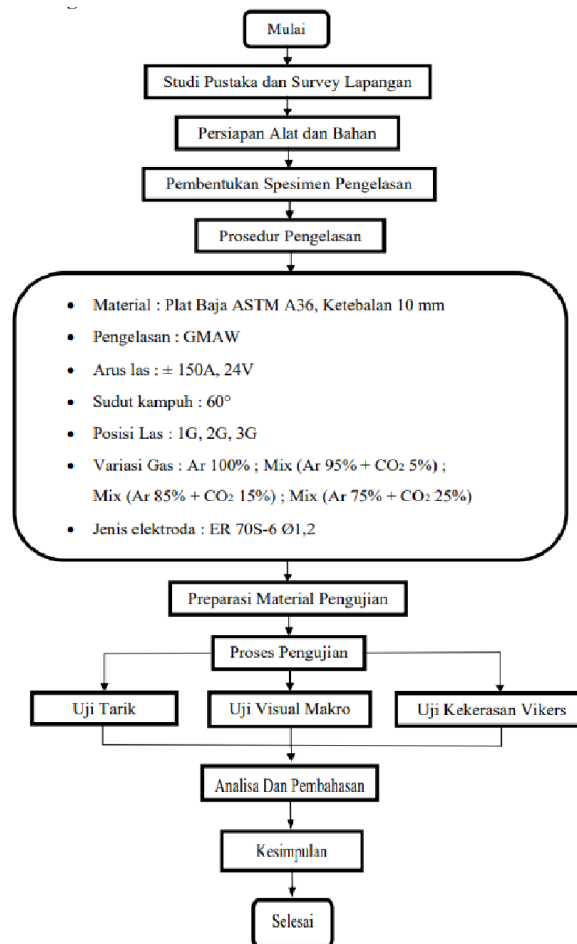 Mulai
Studi Pustaka dan Survey Lapangan
Persiapan Alat dan Bahan
Pembentukan Spesimen Pengelasan
Prosedur Pengelasan
• Material : Plat Baja ASTM A36, Ketebalan 10 mm
• Pengelasan : GMAW
• Arus las : ± 150A, 24V
• Sudut kampuh : 60°
• Posisi Las : 1G, 2G, 3G
• Variasi Gas : Ar 100% ; Mix (Ar 95% + CO₂ 5%) ;
Mix (Ar 85% + CO₂ 15%) ; Mix (Ar 75% + CO₂ 25%)
• Jenis elektroda : ER 70S-6 Ø1,2
Preparasi Material Pengujian
Proses Pengujian
Uji Tarik
Uji Visual Makro
Uji Kekerasan Vikers
Analisa Dan Pembahasan
Kesimpulan
Selesai